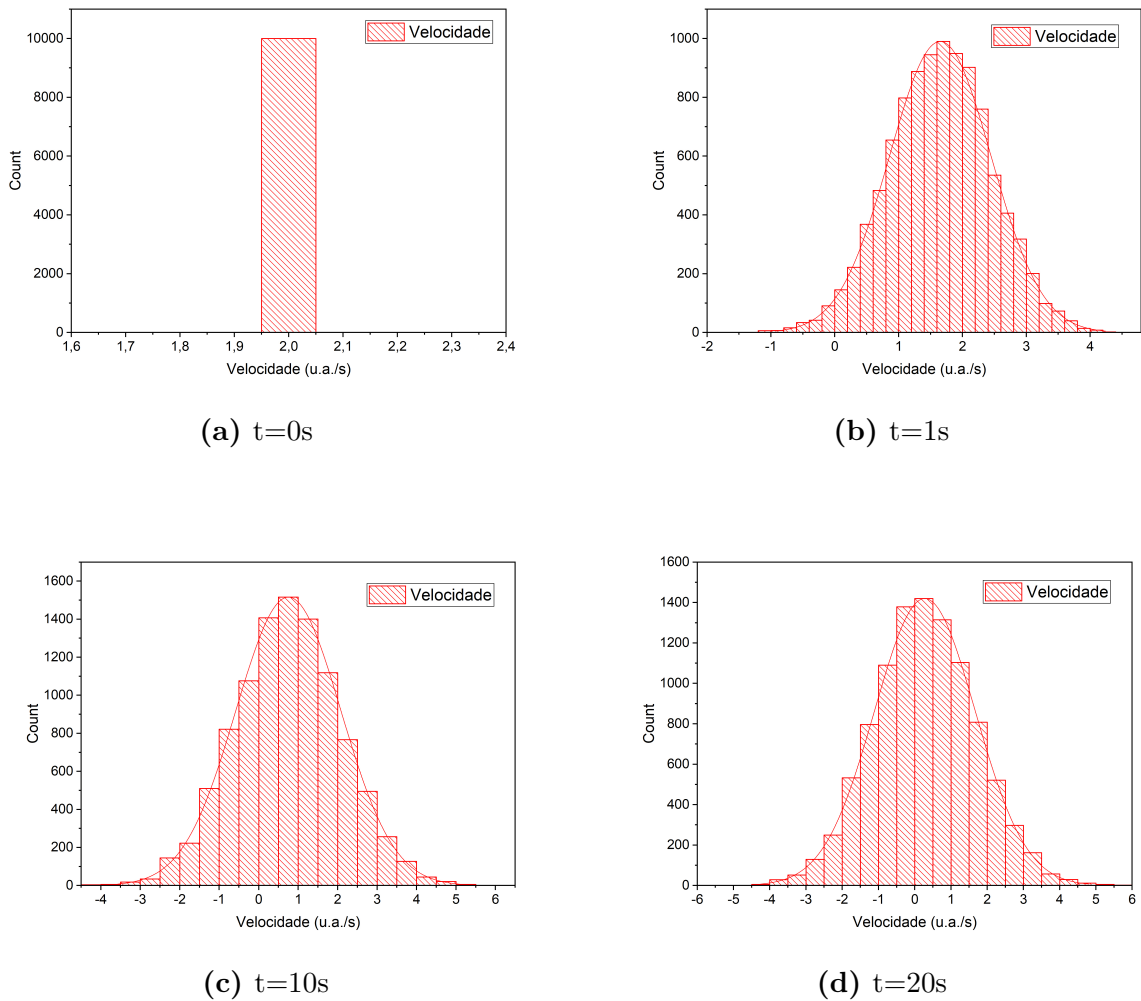 Velocidade
10000
8000
6000
4000
2000
0
Count
1,6 1,7 1,8 1,9 2,0 2,1 2,2 2,3 2,4
Velocidade (u.a./s)
(a) t=0s
Velocidade
1000
800
600
400
200
0
Count
-2 -1 0 1 2 3 4
Velocidade (u.a./s)
(b) t=1s
Velocidade
1600
1400
1200
1000
800
600
400
200
0
Count
-4 -3 -2 -1 0 1 2 3 4 5 6
Velocidade (u.a./s)
(c) t=10s
Velocidade
1600
1400
1200
1000
800
600
400
200
0
Count
-6 -5 -4 -3 -2 -1 0 1 2 3 4 5 6
Velocidade (u.a./s)
(d) t=20s